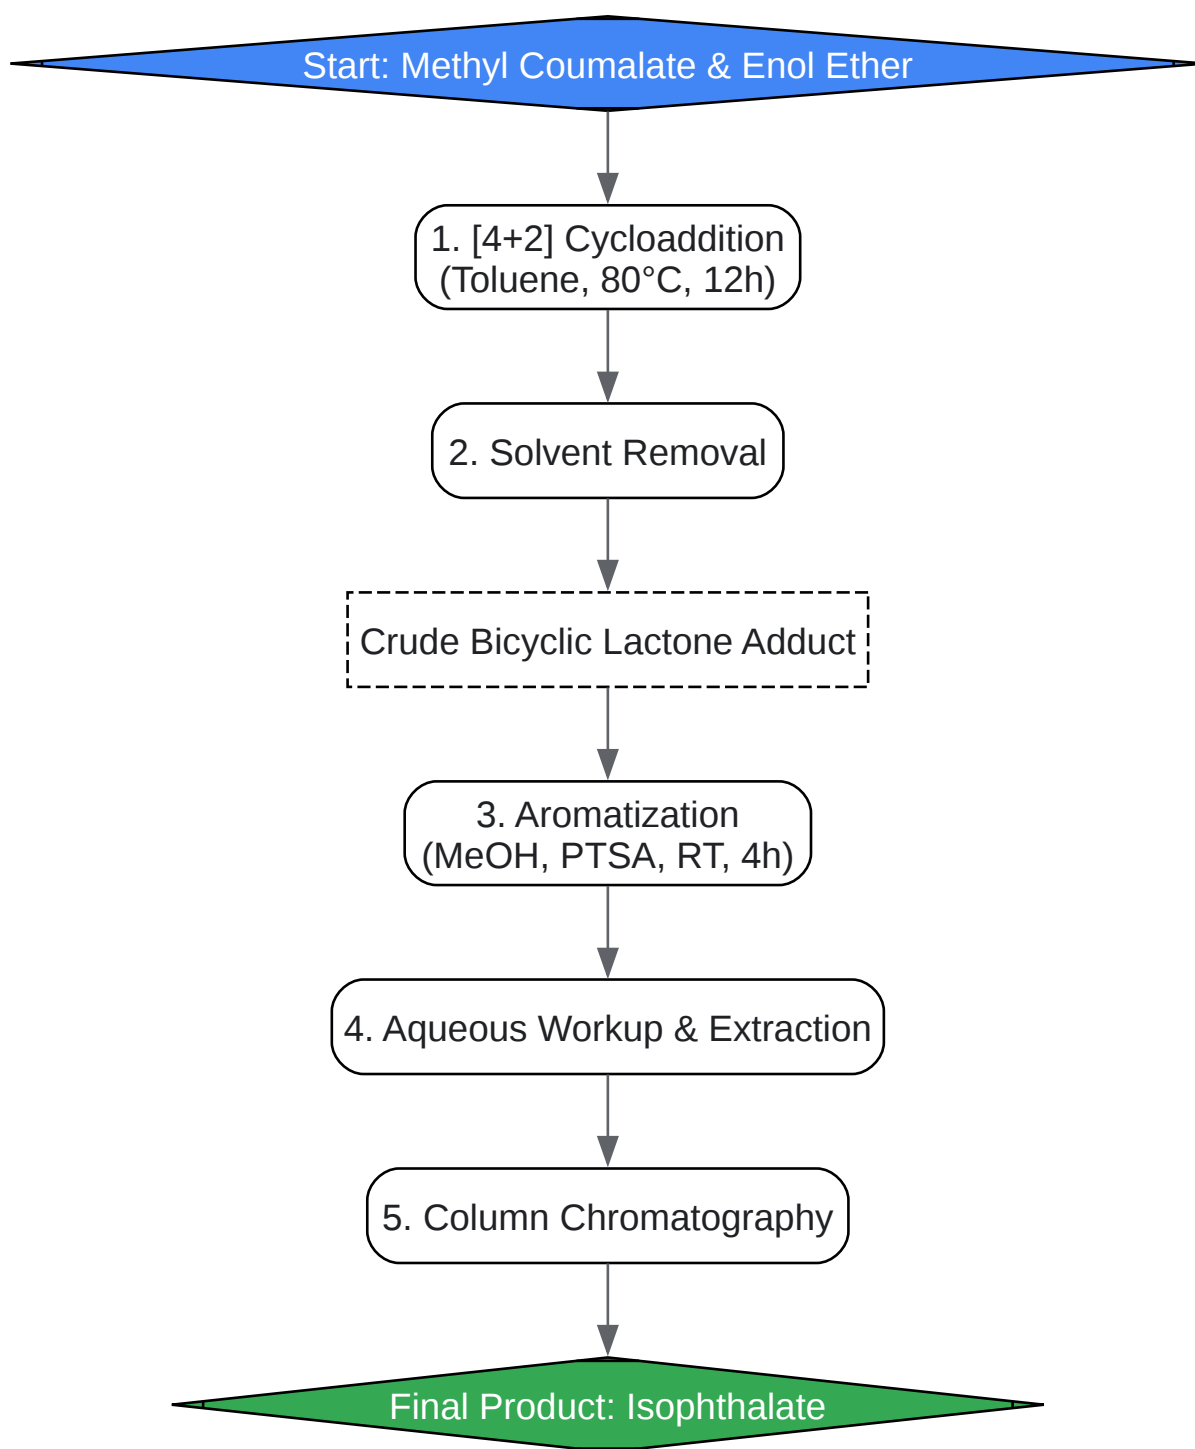 Start: Methyl Coumalate & Enol Ether
1. [4+2] Cycloaddition
(Toluene, 80°C, 12h)
2. Solvent Removal
Crude Bicyclic Lactone Adduct
3. Aromatization
(MeOH, PTSA, RT, 4h)
4. Aqueous Workup & Extraction
5. Column Chromatography
Final Product: Isophthalate